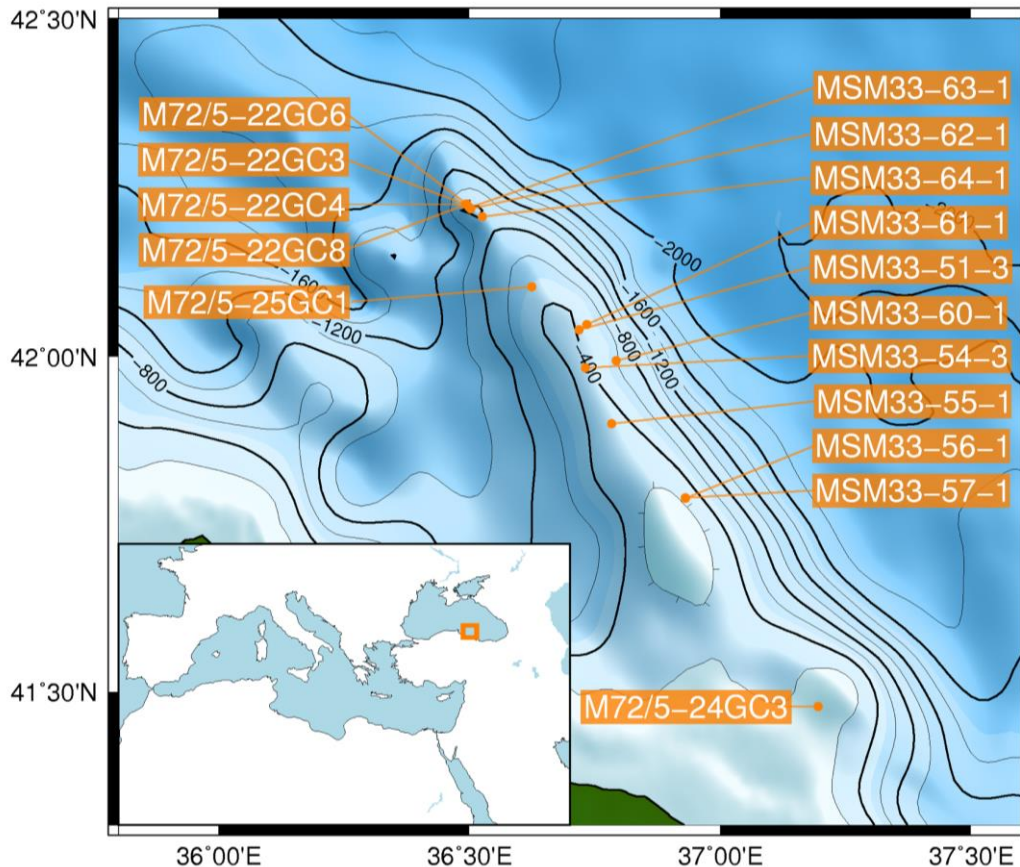 42°30'N
MSM33-63-1
M72/5-22GC6
MSM33-62-1
M72/5-22GC3
MSM33-64-1
M72/5-22GC4
MSM33-61-1
M72/5-22GC8
-2000
MSM33-51-3
-1600
M72/5-25GC1
-1600
MSM33-60-1
-1200
-800
42°00'N
-400
-1200
MSM33-54-3
-800
MSM33-55-1
MSM33-56-1
MSM33-57-1
41°30'N
M72/5-24GC3
36°00'E
36°30'E
37°00'E
37°30'E